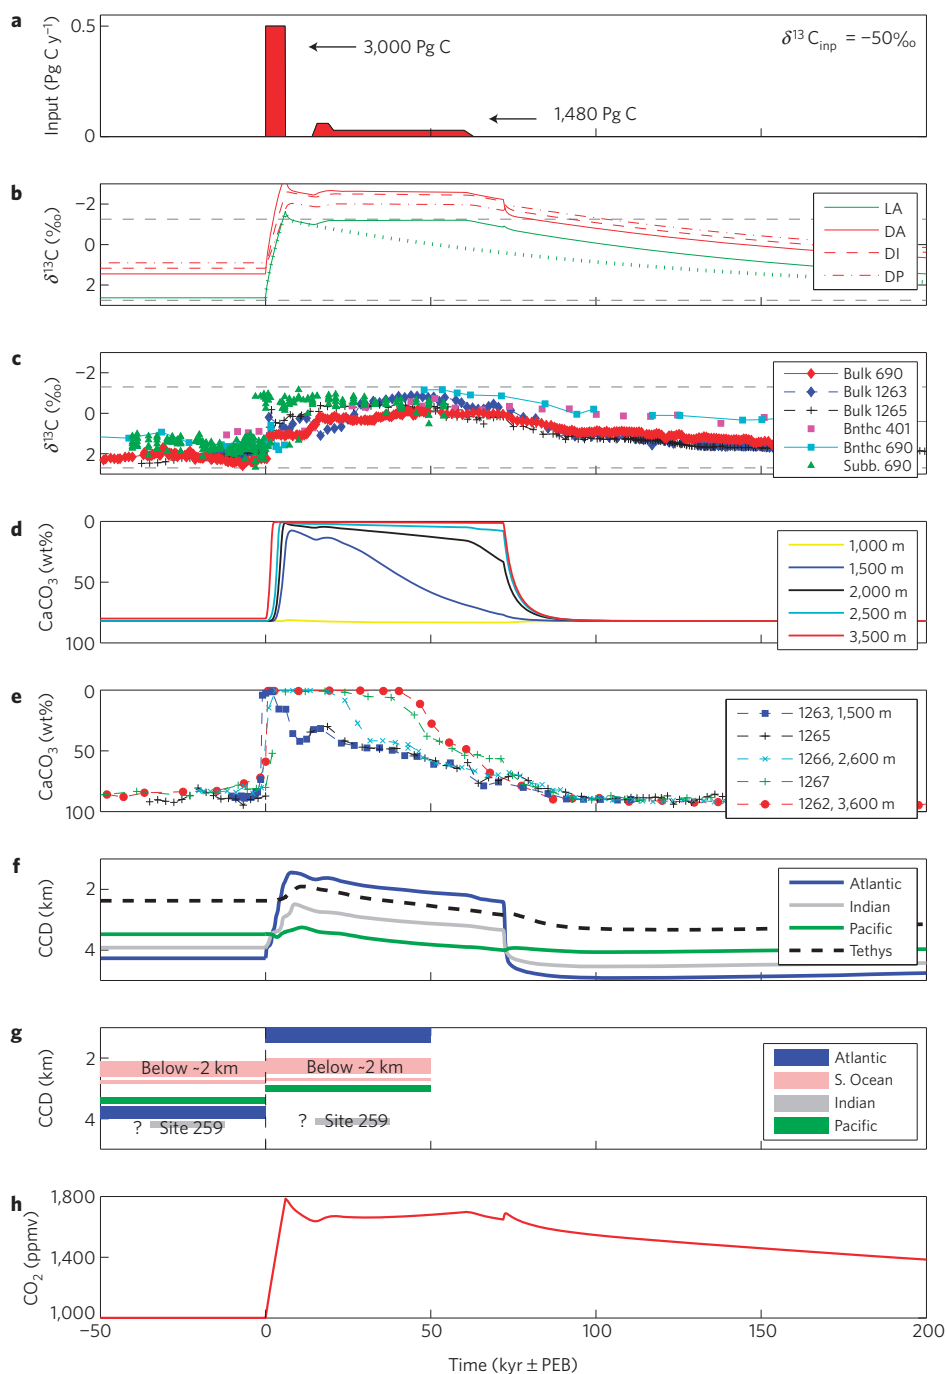 a
0.5
0
Input (Pg C y⁻¹)
3,000 Pg C
1,480 Pg C
δ¹³C_inp = −50‰
b
−2
0
2
δ¹³C (‰)
LA
DA
DI
DP
c
−2
0
2
δ¹³C (‰)
Bulk 690
Bulk 1263
Bulk 1265
Bnthc 401
Bnthc 690
Subb. 690
d
0
50
100
CaCO₃ (wt%)
1,000 m
1,500 m
2,000 m
2,500 m
3,500 m
e
0
50
100
CaCO₃ (wt%)
1263, 1,500 m
1265
1266, 2,600 m
1267
1262, 3,600 m
f
2
4
CCD (km)
Atlantic
Indian
Pacific
Tethys
g
2
4
CCD (km)
Below ~2 km
Below ~2 km
? Site 259
? Site 259
Atlantic
S. Ocean
Indian
Pacific
h
1,800
1,400
1,000
CO₂ (ppmv)
−50 0 50 100 150 200
Time (kyr ± PEB)